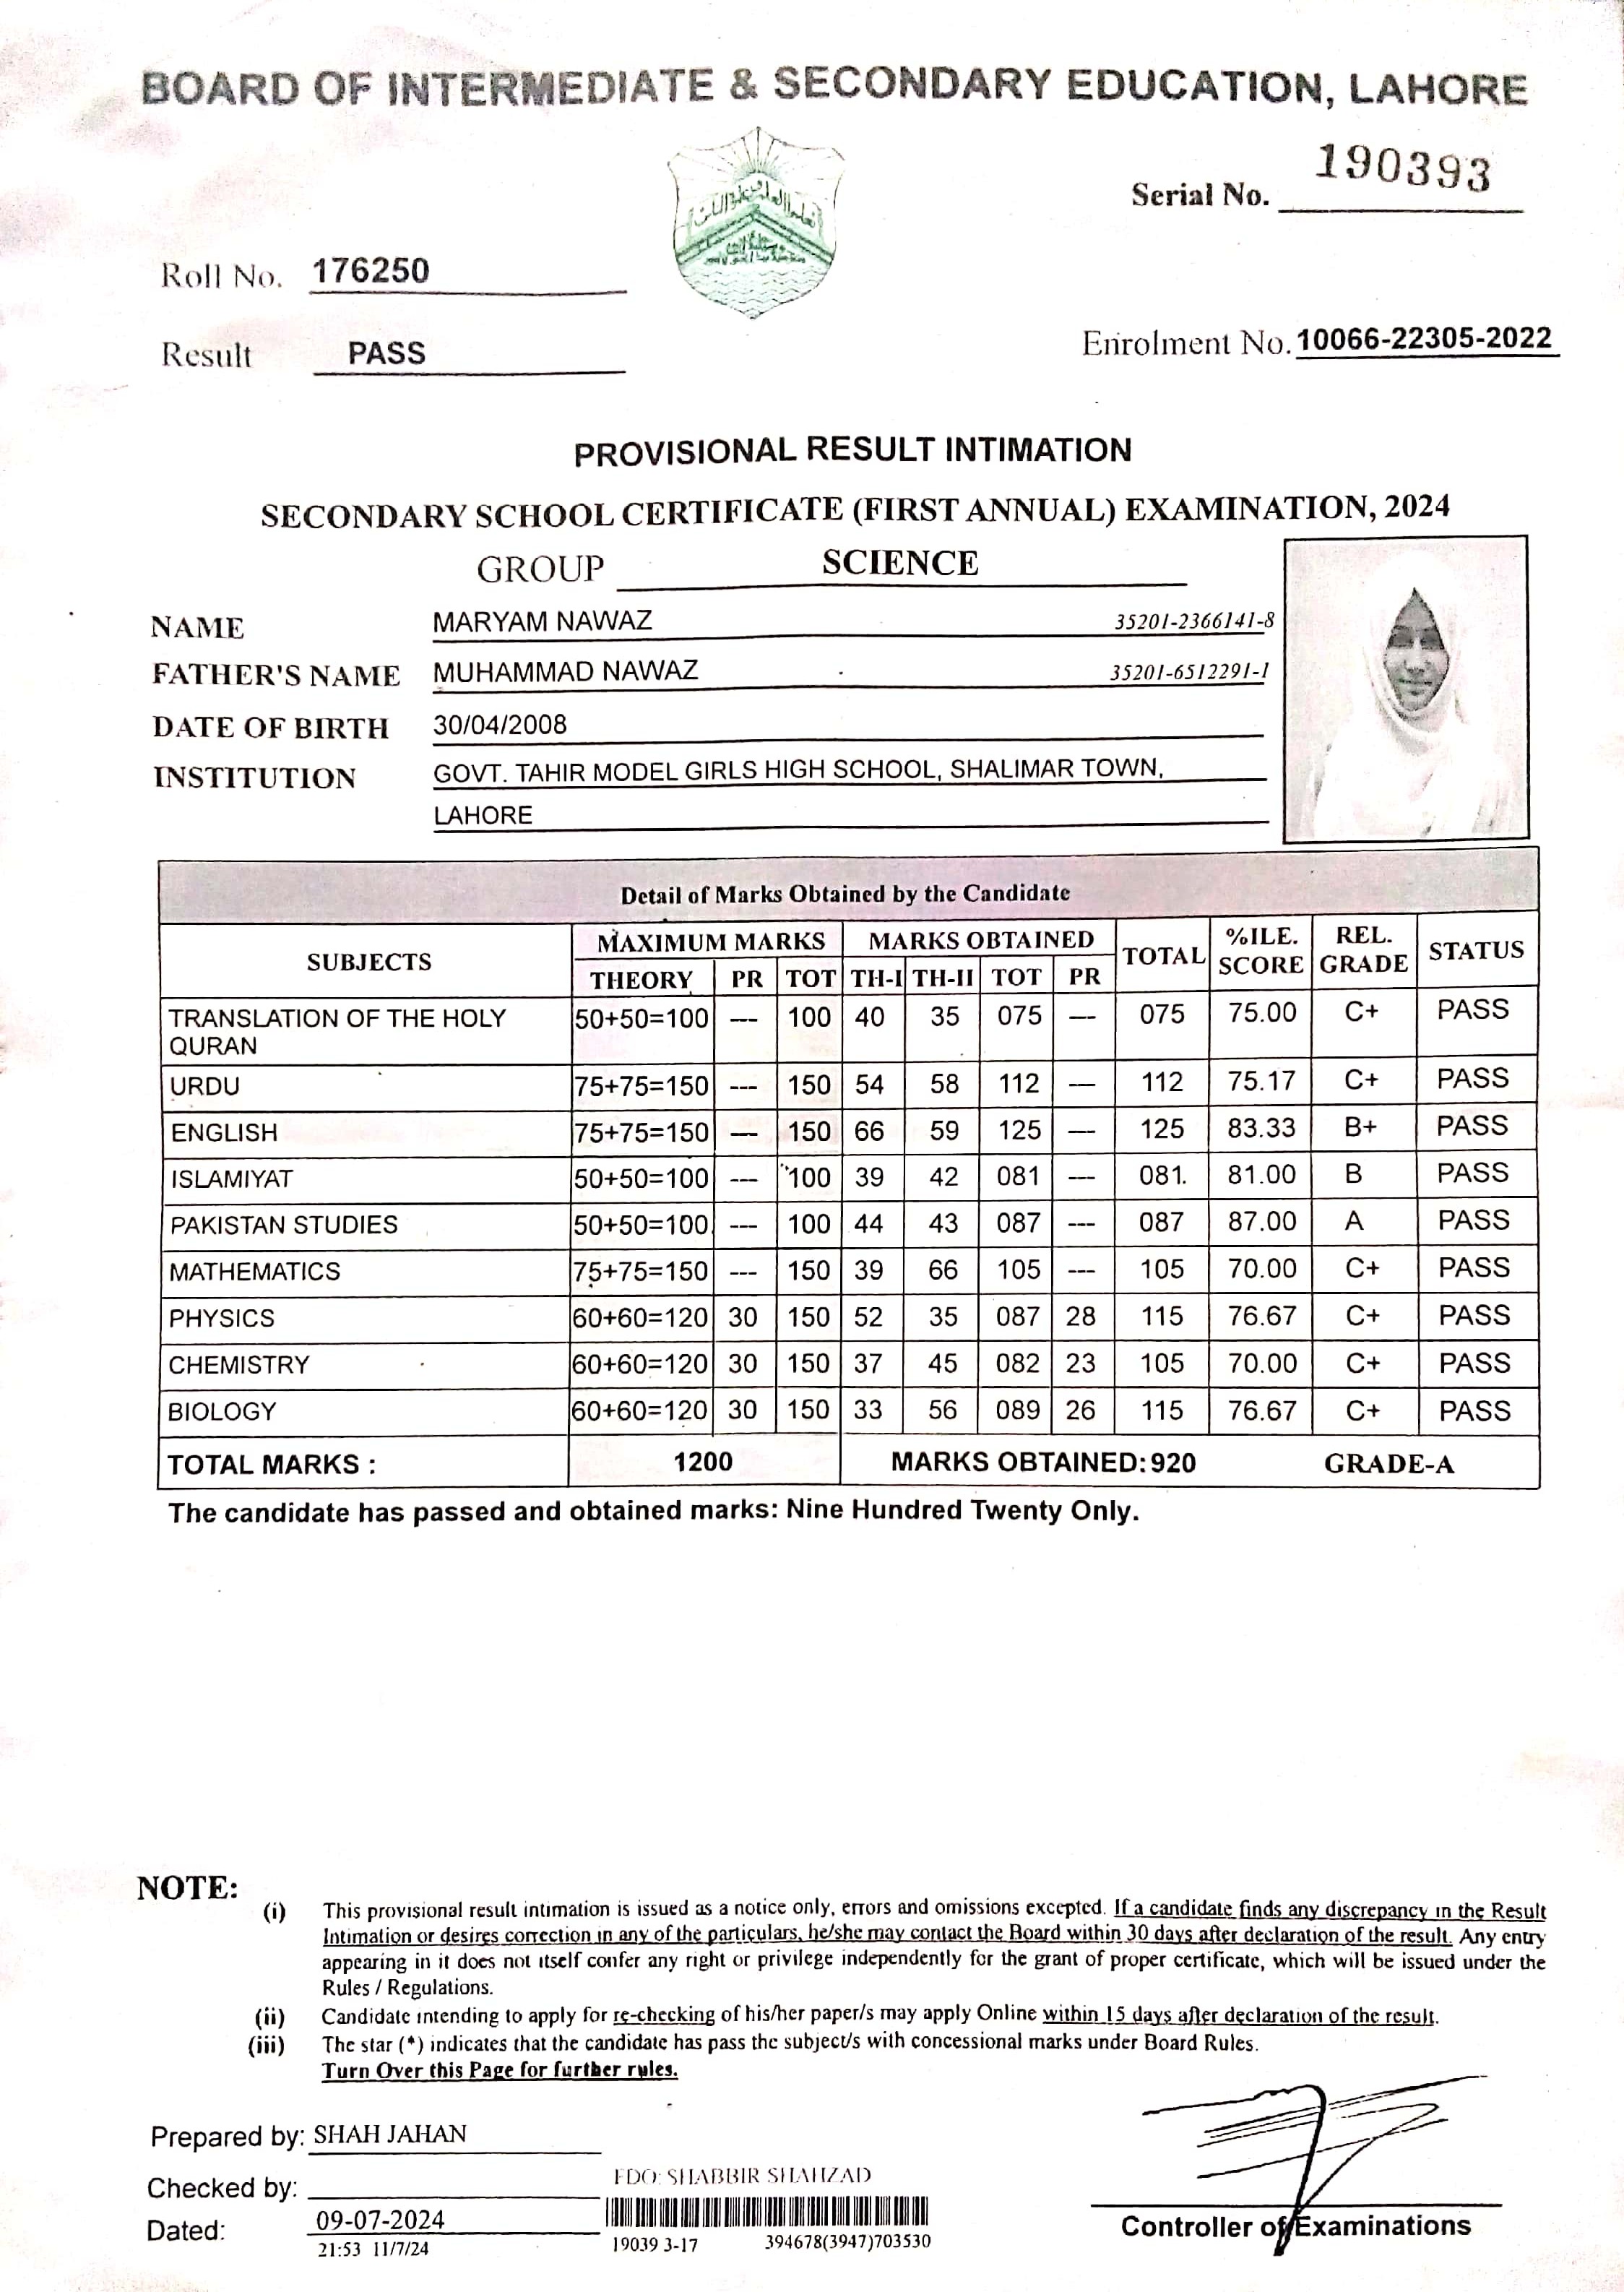 BOARD OF INTERMEDIATE & SECONDARY EDUCATION, LAHORE
Serial No. 190393
Roll No. 176250
Result PASS
Enrolment No. 10066-22305-2022
PROVISIONAL RESULT INTIMATION
SECONDARY SCHOOL CERTIFICATE (FIRST ANNUAL) EXAMINATION, 2024
GROUP SCIENCE
NAME MARYAM NAWAZ 35201-2366141-8
FATHER'S NAME MUHAMMAD NAWAZ 35201-6512291-1
DATE OF BIRTH 30/04/2008
INSTITUTION GOVT. TAHIR MODEL GIRLS HIGH SCHOOL, SHALIMAR TOWN,
LAHORE
Detail of Marks Obtained by the Candidate
SUBJECTS MAXIMUM MARKS MARKS OBTAINED TOTAL %ILE. SCORE REL. GRADE STATUS
THEORY PR TOT TH-I TH-II TOT PR
TRANSLATION OF THE HOLY 50+50=100 --- 100 40 35 075 --- 075 75.00 C+ PASS
QURAN
URDU 75+75=150 --- 150 54 58 112 --- 112 75.17 C+ PASS
ENGLISH 75+75=150 --- 150 66 59 125 --- 125 83.33 B+ PASS
ISLAMIYAT 50+50=100 --- 100 39 42 081 --- 081. 81.00 B PASS
PAKISTAN STUDIES 50+50=100 --- 100 44 43 087 --- 087 87.00 A PASS
MATHEMATICS 75+75=150 --- 150 39 66 105 --- 105 70.00 C+ PASS
PHYSICS 60+60=120 30 150 52 35 087 28 115 76.67 C+ PASS
CHEMISTRY 60+60=120 30 150 37 45 082 23 105 70.00 C+ PASS
BIOLOGY 60+60=120 30 150 33 56 089 26 115 76.67 C+ PASS
TOTAL MARKS : 1200 MARKS OBTAINED: 920 GRADE-A
The candidate has passed and obtained marks: Nine Hundred Twenty Only.
NOTE:
(i) This provisional result intimation is issued as a notice only, errors and omissions excepted. If a candidate finds any discrepancy in the Result
Intimation or desires correction in any of the particulars, he/she may contact the Board within 30 days after declaration of the result. Any entry
appearing in it does not itself confer any right or privilege independently for the grant of proper certificate, which will be issued under the
Rules / Regulations.
(ii) Candidate intending to apply for re-checking of his/her paper/s may apply Online within 15 days after declaration of the result.
(iii) The star (*) indicates that the candidate has pass the subject/s with concessional marks under Board Rules.
Turn Over this Page for further rules.
Prepared by: SHAH JAHAN
Checked by:
FDO: SHABBIR SHAHZAD
Dated: 09-07-2024
21:53 11/7/24
19039 3-17 394678(3947)703530
Controller of Examinations